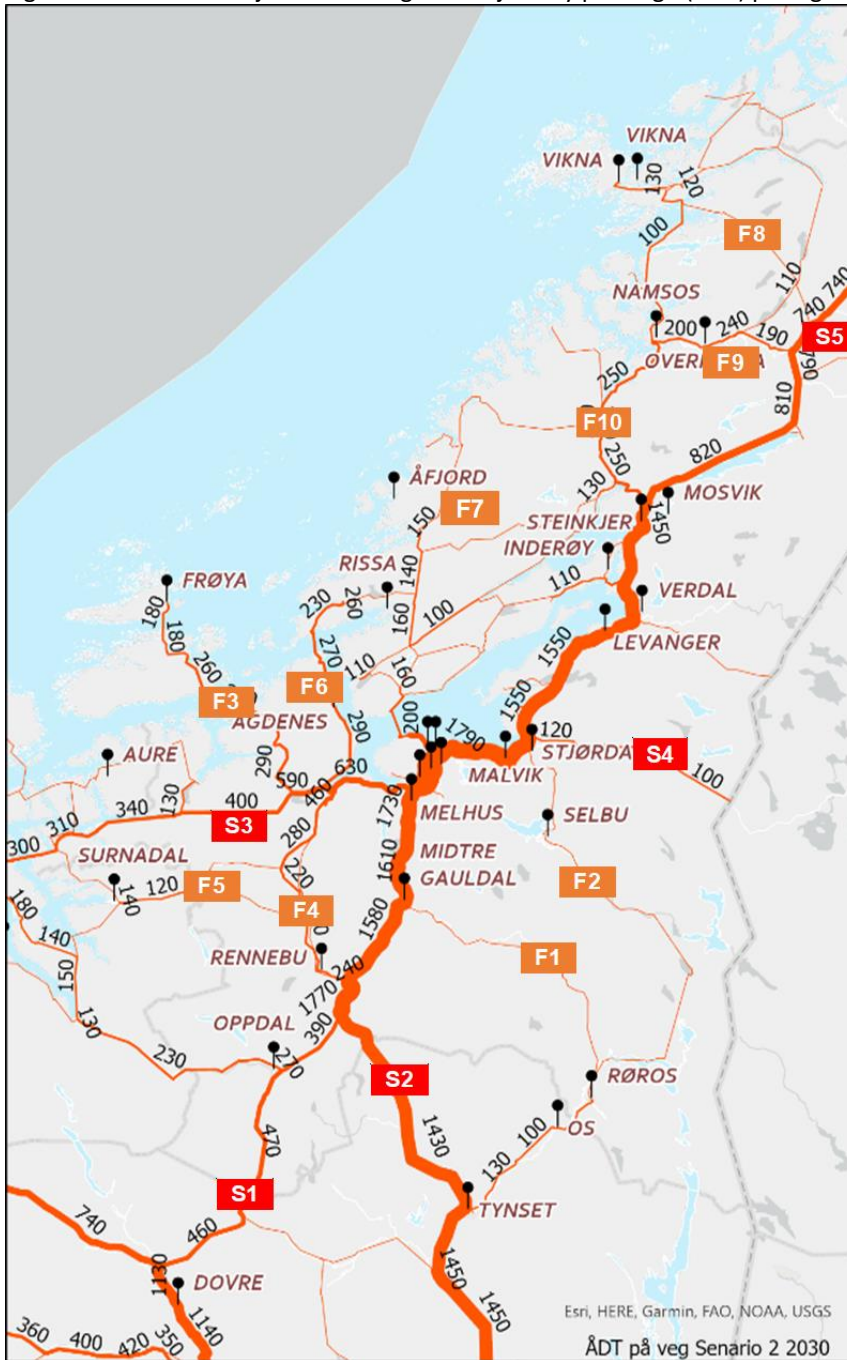 VIKNA
VIKNA
130
120
100
F8
NAMSOS
110
740
740
200
240
190
S5
790
F9
250
810
F10
820
250
ÅFJORD
130
MOSVIK
F7
STEINKJER
1450
150
INDERØY
RISSA
140
110
FRØYA
230
260
VERDAL
180
160
100
LEVANGER
180
270
110
1550
260
160
F3
F6
1550
AGDENES
200
1790
120
290
STJØRDA
S4
AURE
290
MALVIK
100
590
630
130
400
460
1730
MELHUS
SELBU
340
310
S3
280
300
SURNADAL
1610
MIDTRE
GAULDAL
220
F2
140
120
F5
180
F4
1580
140
RENNEBU
F1
240
150
1770
OPPDAL
390
130
230
270
S2
RØROS
OS
470
1430
100
130
S1
TYNSET
740
460
1130
DOVRE
1450
1450
1140
Esri, HERE, Garmin, FAO, NOAA, USGS
360
400
420
350
ÅDT på veg Senario 2 2030